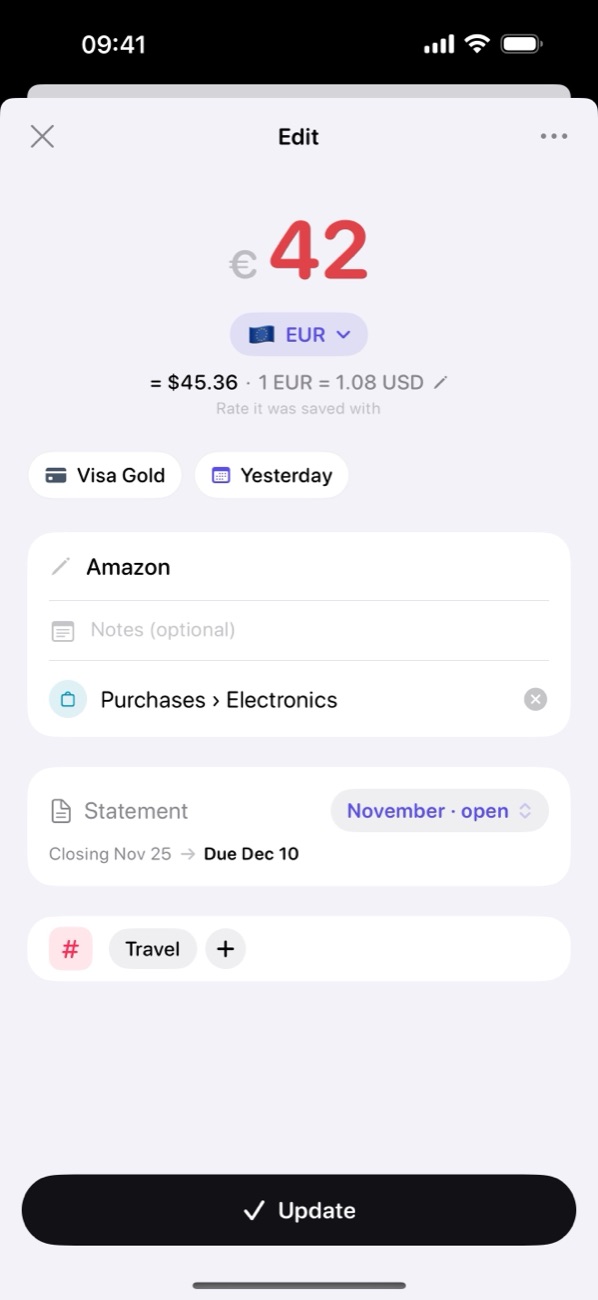 09:41
Edit
€ 42
EUR
= $45.36 · 1 EUR = 1.08 USD
Rate it was saved with
Visa Gold
Yesterday
Amazon
Notes (optional)
Purchases › Electronics
Statement
November · open
Closing Nov 25 → Due Dec 10
# Travel +
Update